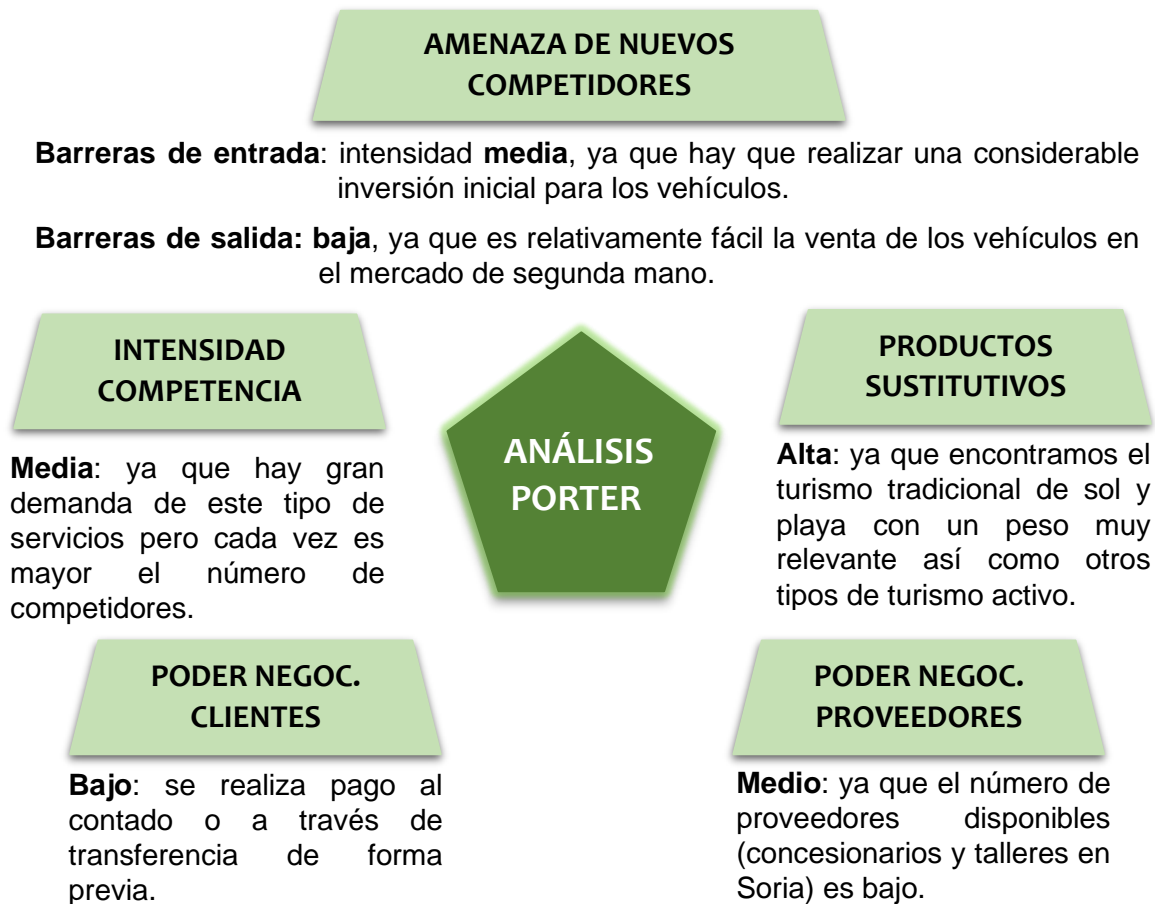 AMENAZA DE NUEVOS
COMPETIDORES
Barreras de entrada: intensidad media, ya que hay que realizar una considerable
inversión inicial para los vehículos.
Barreras de salida: baja, ya que es relativamente fácil la venta de los vehículos en
el mercado de segunda mano.
INTENSIDAD
COMPETENCIA
Media: ya que hay gran
demanda de este tipo de
servicios pero cada vez es
mayor el número de
competidores.
ANÁLISIS
PORTER
PRODUCTOS
SUSTITUTIVOS
Alta: ya que encontramos el
turismo tradicional de sol y
playa con un peso muy
relevante así como otros
tipos de turismo activo.
PODER NEGOC.
CLIENTES
Bajo: se realiza pago al
contado o a través de
transferencia de forma
previa.
PODER NEGOC.
PROVEEDORES
Medio: ya que el número de
proveedores disponibles
(concesionarios y talleres en
Soria) es bajo.